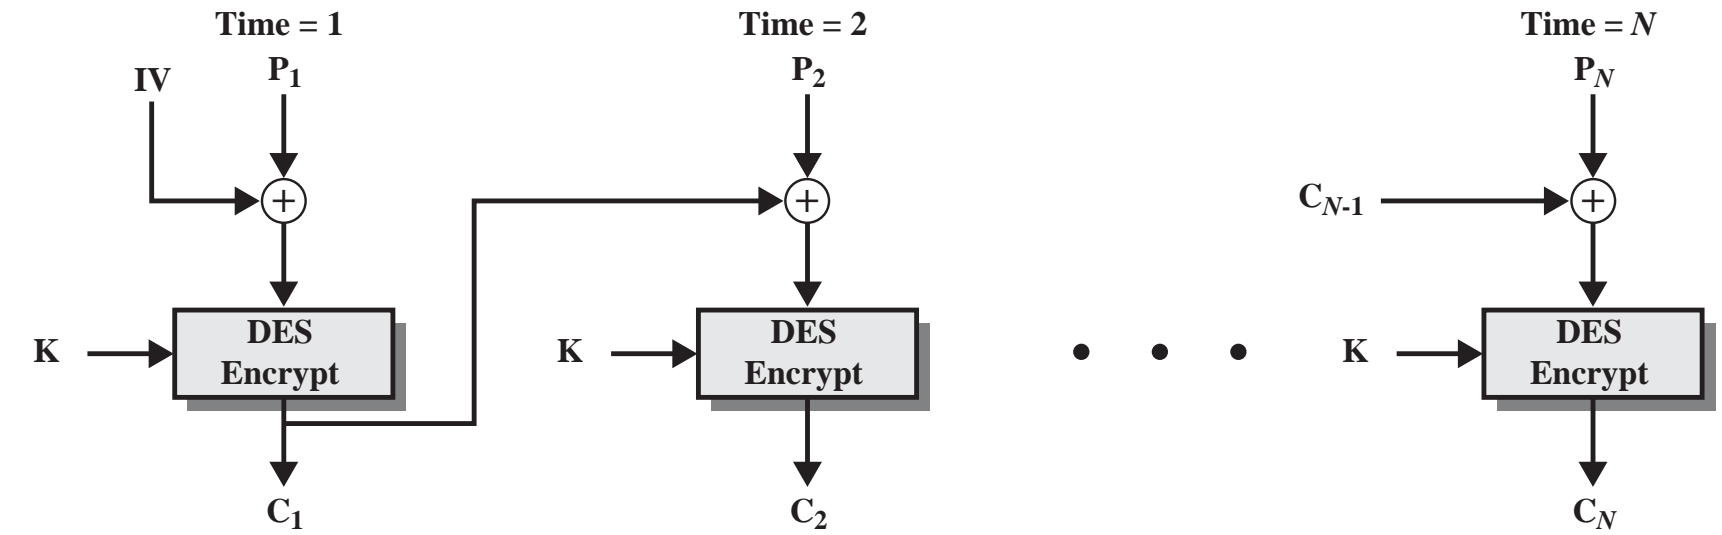 Time = 1
Time = 2
Time = N
IV
P1
P2
PN
+
+
CN-1
+
K
DES
Encrypt
K
DES
Encrypt
K
DES
Encrypt
C1
C2
CN